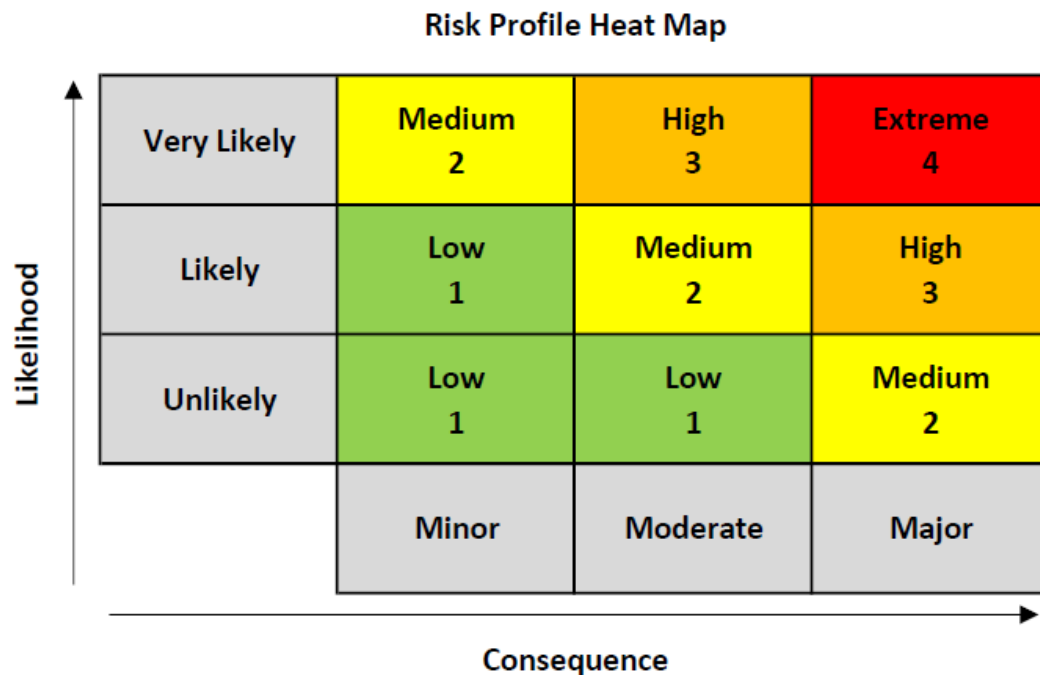 Risk Profile Heat Map
Very Likely
Medium
2
High
3
Extreme
4
Likely
Low
1
Medium
2
High
3
Unlikely
Low
1
Low
1
Medium
2
Likelihood
Minor
Moderate
Major
Consequence